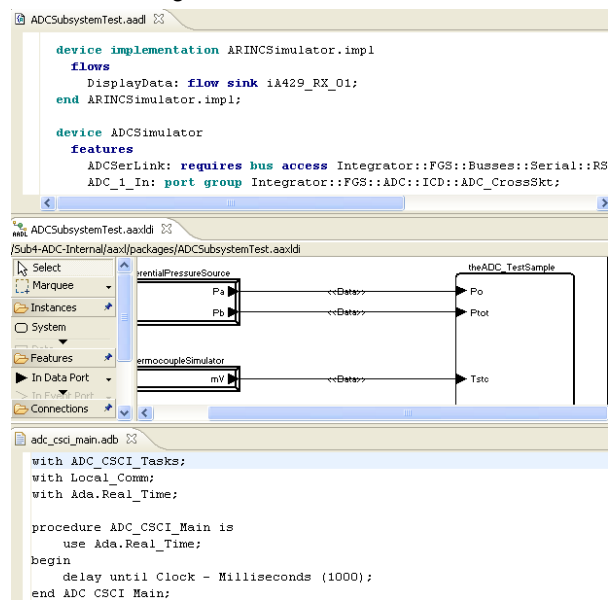 ADCSubsystemTest.aadl
device implementation ARINCSimulator.impl
flows
DisplayData: flow sink iA429_RX_01;
end ARINCSimulator.impl;
device ADCSimulator
features
ADCSerLink: requires bus access Integrator::FGS::Busses::Serial::RS
ADC_1_In: port group Integrator::FGS::ADC::ICD::ADC_CrossSkt;
ADCSubsystemTest.aaxldi
/Sub4-ADC-Internal/aaxl/packages/ADCSubsystemTest.aaxldi
Select
Marquee
Instances
System
Features
In Data Port
In Event Port
Connections
erentialPressureSource
Pa
Pb
<<Data>>
<<Data>>
theADC_TestSample
Po
Ptot
ermocoupleSimulator
mV
<<Data>>
Tstc
adc_csci_main.adb
with ADC_CSCI_Tasks;
with Local_Comm;
with Ada.Real_Time;
procedure ADC_CSCI_Main is
use Ada.Real_Time;
begin
delay until Clock - Milliseconds (1000);
end ADC_CSCI_Main;